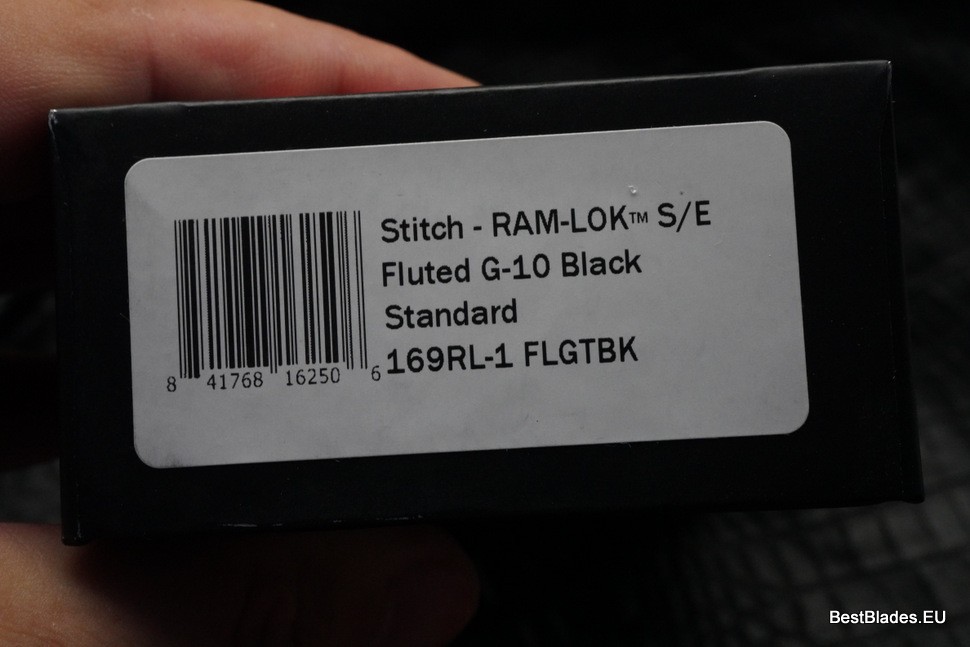 Stitch - RAM-LOK™ S/E
Fluted G-10 Black
Standard
169RL-1 FLGTBK
8 41768 16250 6
BestBlades.EU